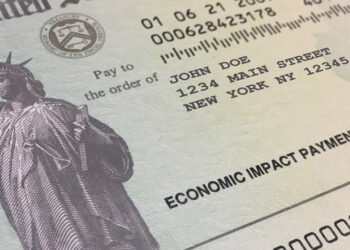 01 06 21
000628423178
Pay to
the order of
JOHN DOE
1234 MAIN STREET
NEW YORK NY 12345
ECONOMIC IMPACT PAYMEN